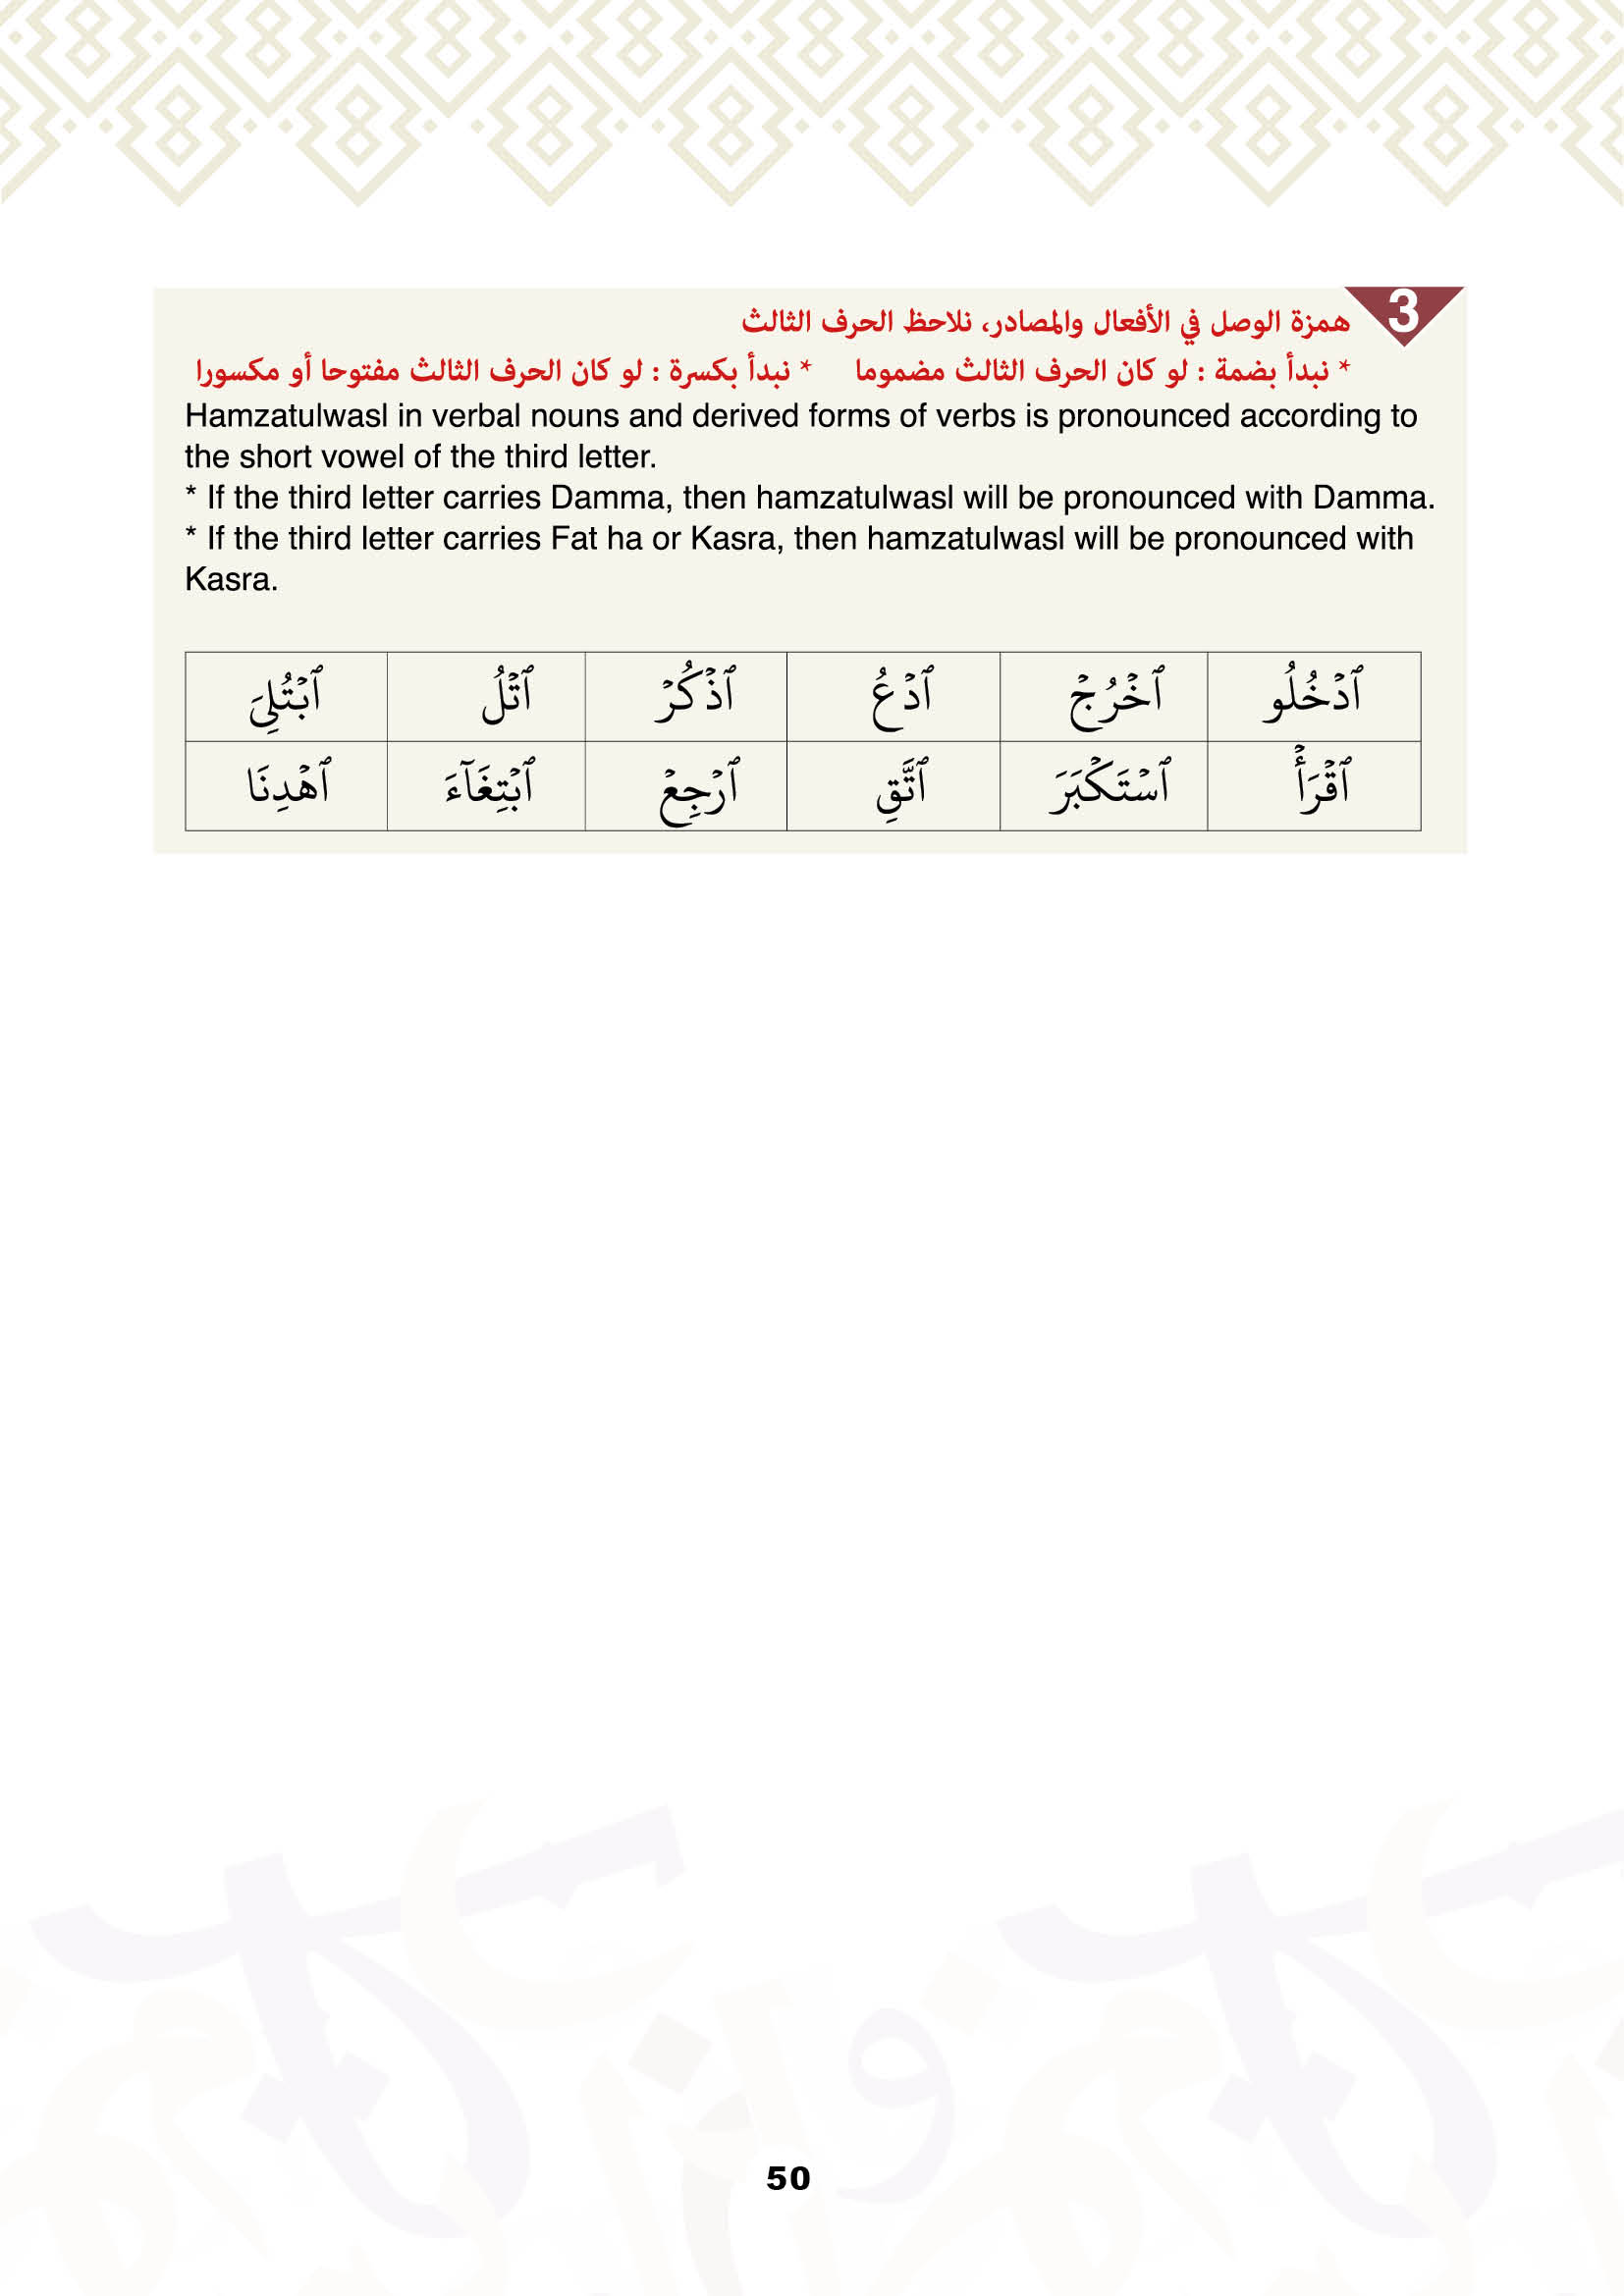 3
همزة الوصل في الأفعال والمصادر، نلاحظ الحرف الثالث
* نبدأ بضمة : لو كان الحرف الثالث مضموما * نبدأ بكسرة : لو كان الحرف الثالث مفتوحا أو مكسورا
Hamzatulwasl in verbal nouns and derived forms of verbs is pronounced according to
the short vowel of the third letter.
* If the third letter carries Damma, then hamzatulwasl will be pronounced with Damma.
* If the third letter carries Fat ha or Kasra, then hamzatulwasl will be pronounced with
Kasra.
ٱدۡخُلُو ٱخۡرُجۡ ٱدۡعُ ٱذۡكُرۡ ٱتۡلُ ٱبۡتُلِىَ
ٱقۡرَأۡ ٱسۡتَكۡبَرَ ٱتَّقِ ٱرۡجِعۡ ٱبۡتِغَآءَ ٱهۡدِنَا
50